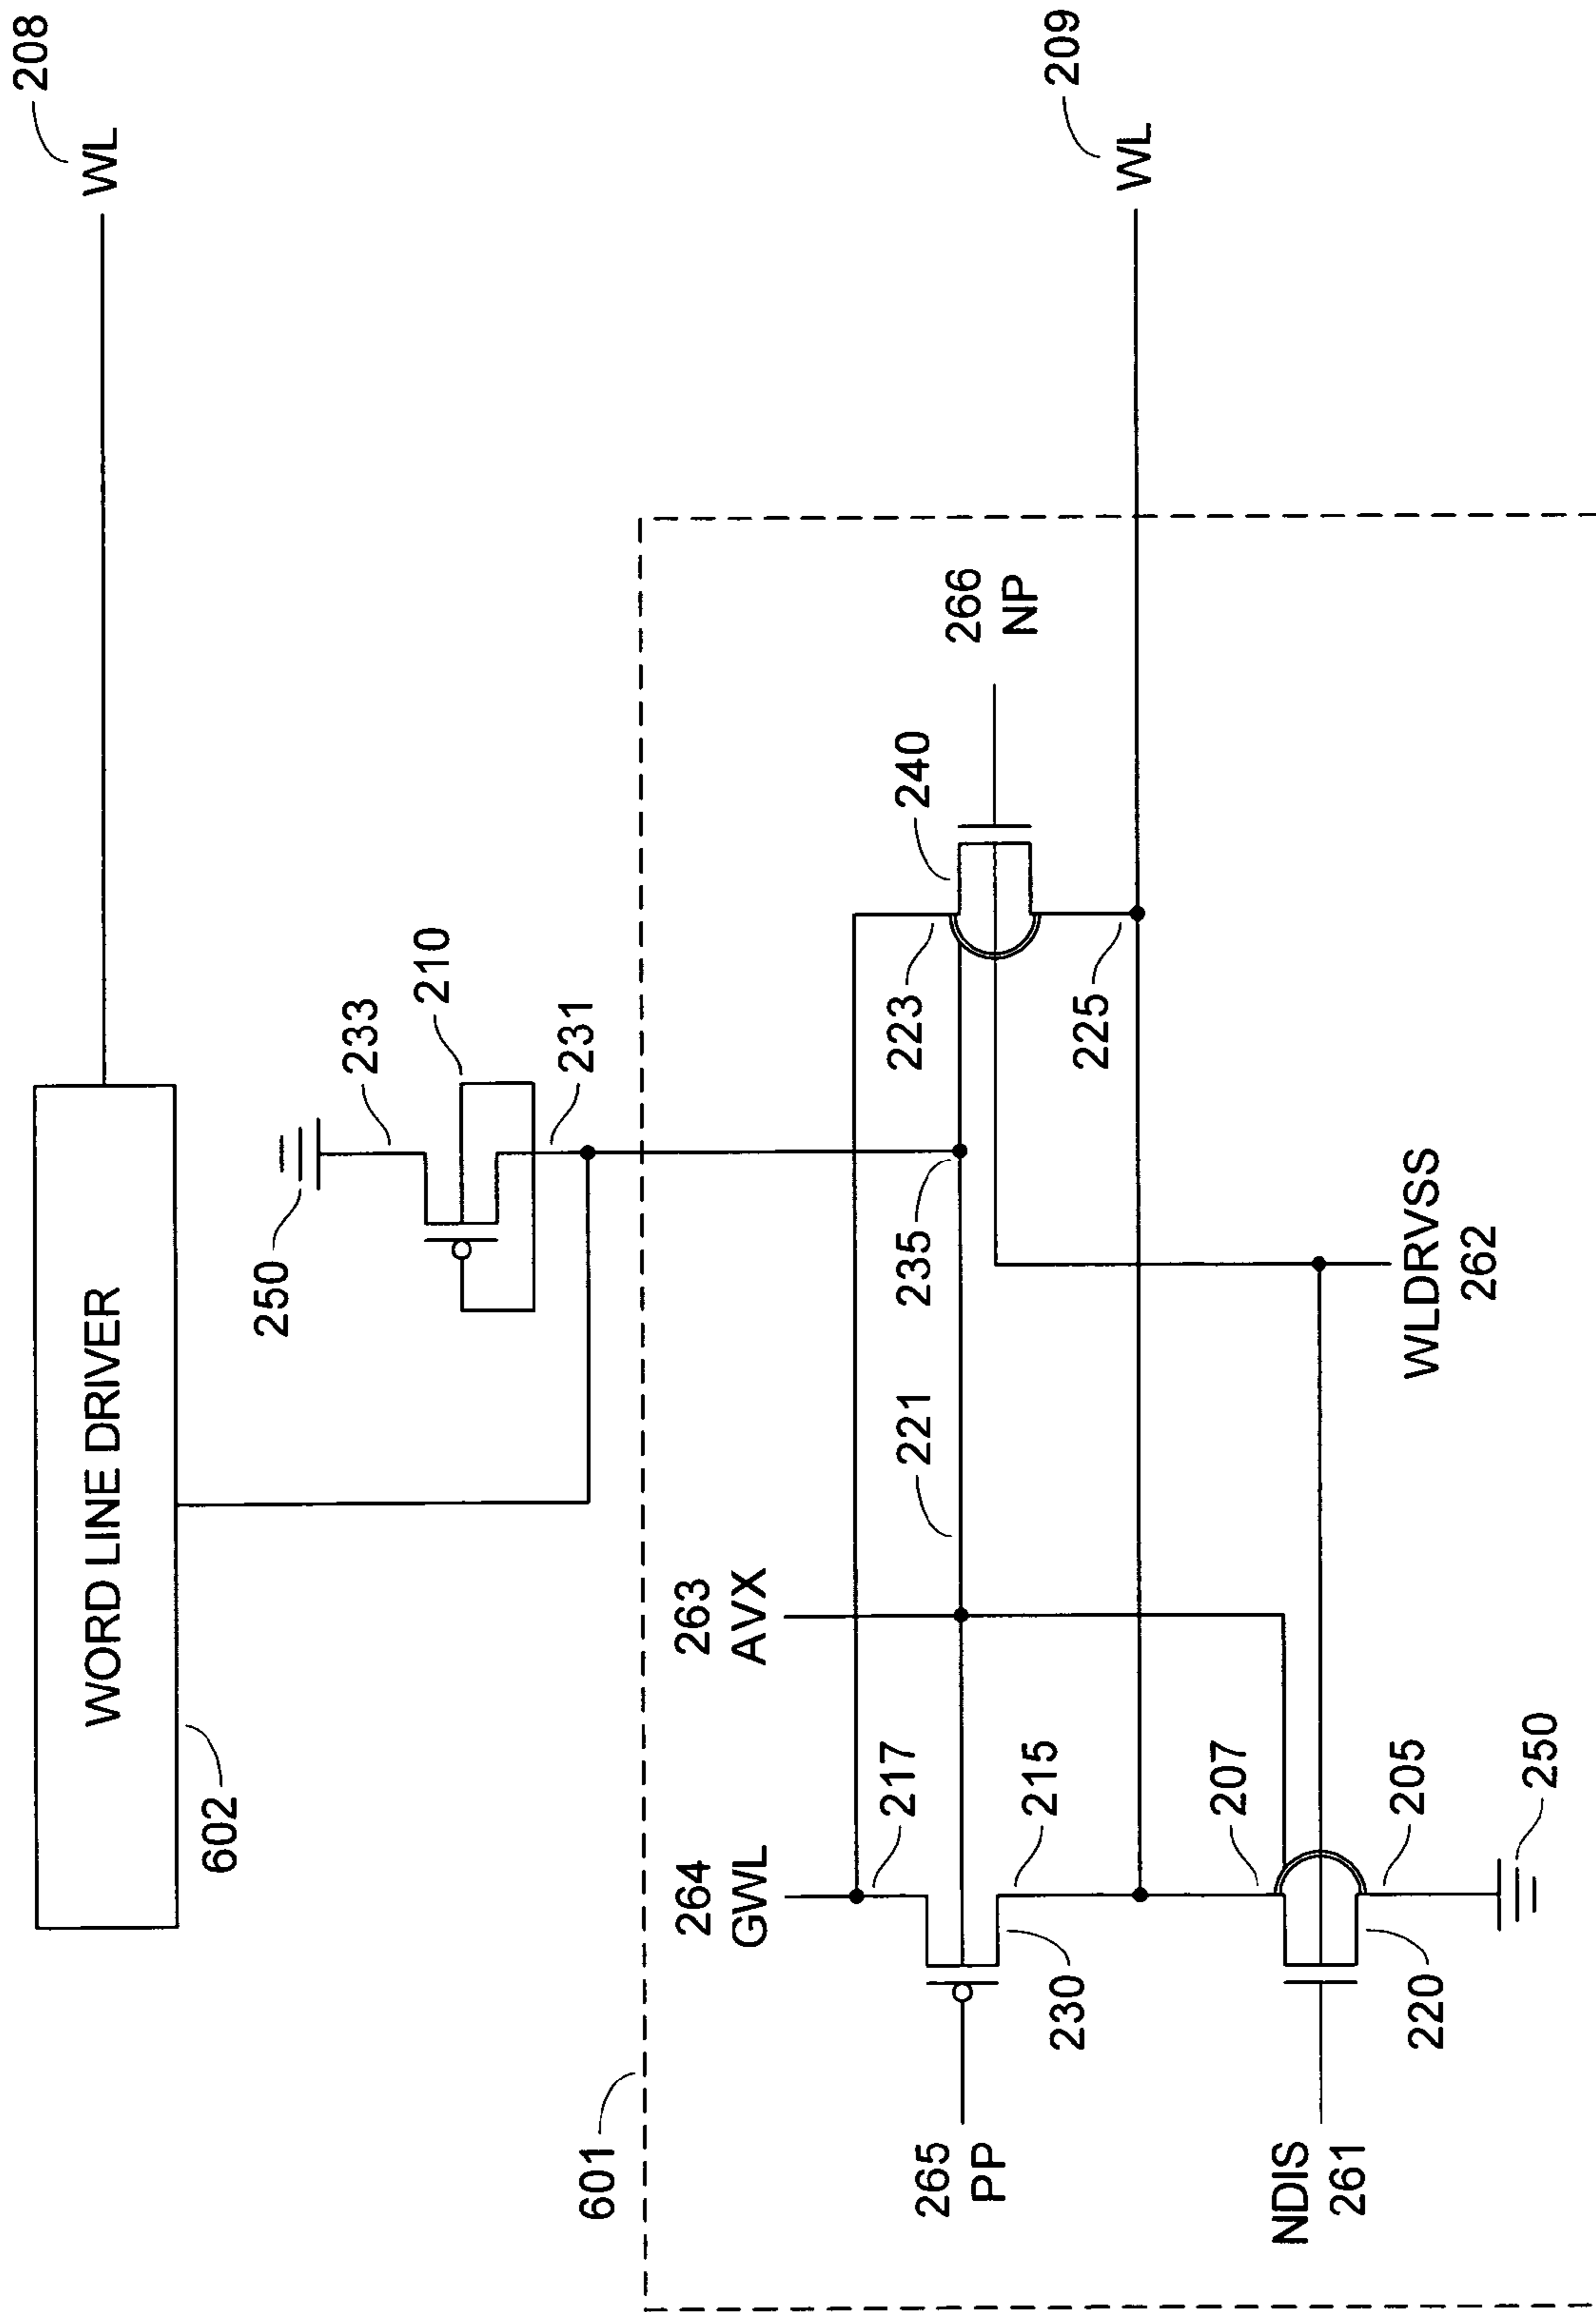 208
WL
WORD LINE DRIVER
602
250
233
210
231
209
WL
601
264
GWL
263
AVX
266
NP
240
217
221
235
223
225
265
PP
230
215
207
NDIS
261
220
205
250
WLDRVSS
262